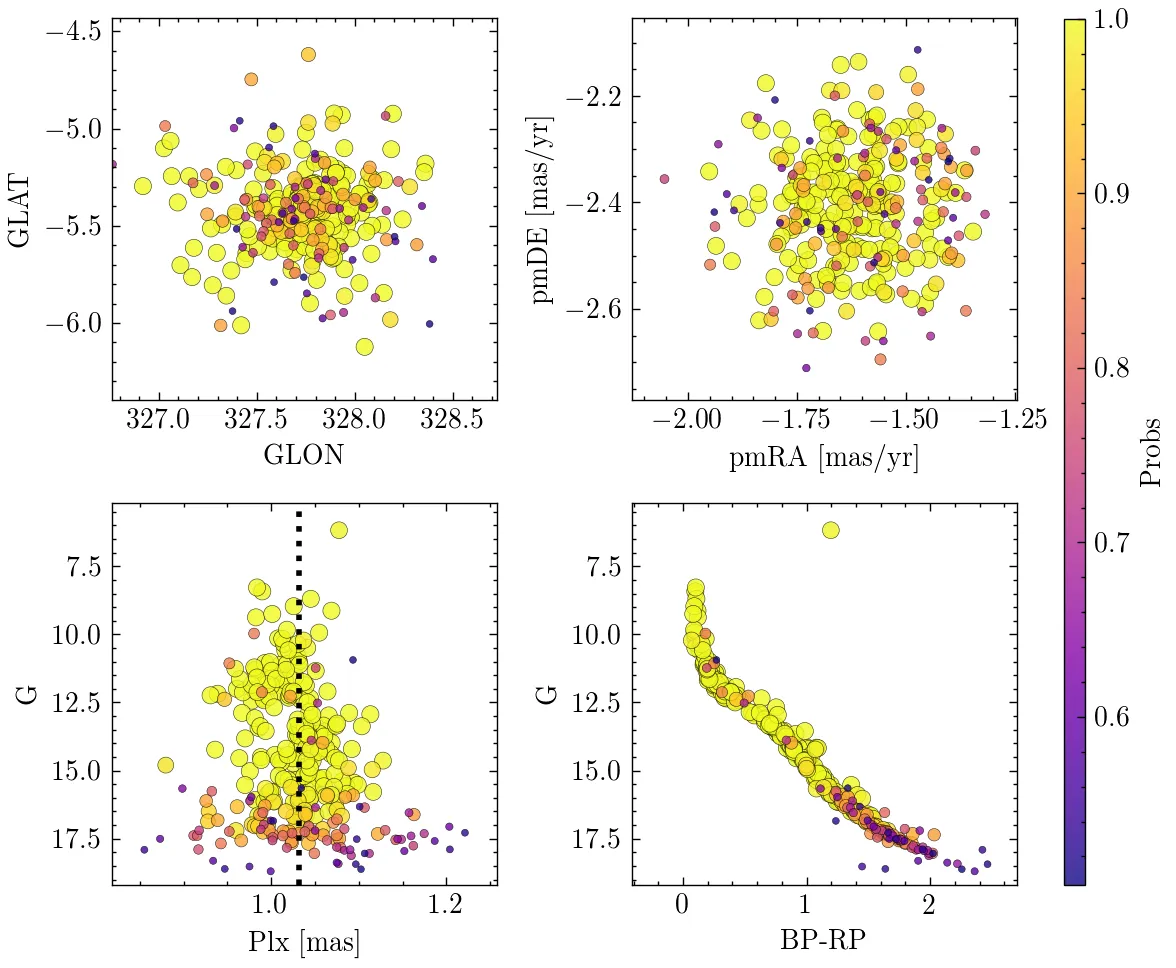 −4.5
−5.0
−5.5
−6.0
GLAT
327.0 327.5 328.0 328.5
GLON
−2.2
−2.4
−2.6
pmDE [mas/yr]
−2.00 −1.75 −1.50 −1.25
pmRA [mas/yr]
7.5
10.0
12.5
15.0
17.5
G
1.0 1.2
Plx [mas]
7.5
10.0
12.5
15.0
17.5
G
0 1 2
BP-RP
1.0
0.9
0.8
0.7
0.6
Probs